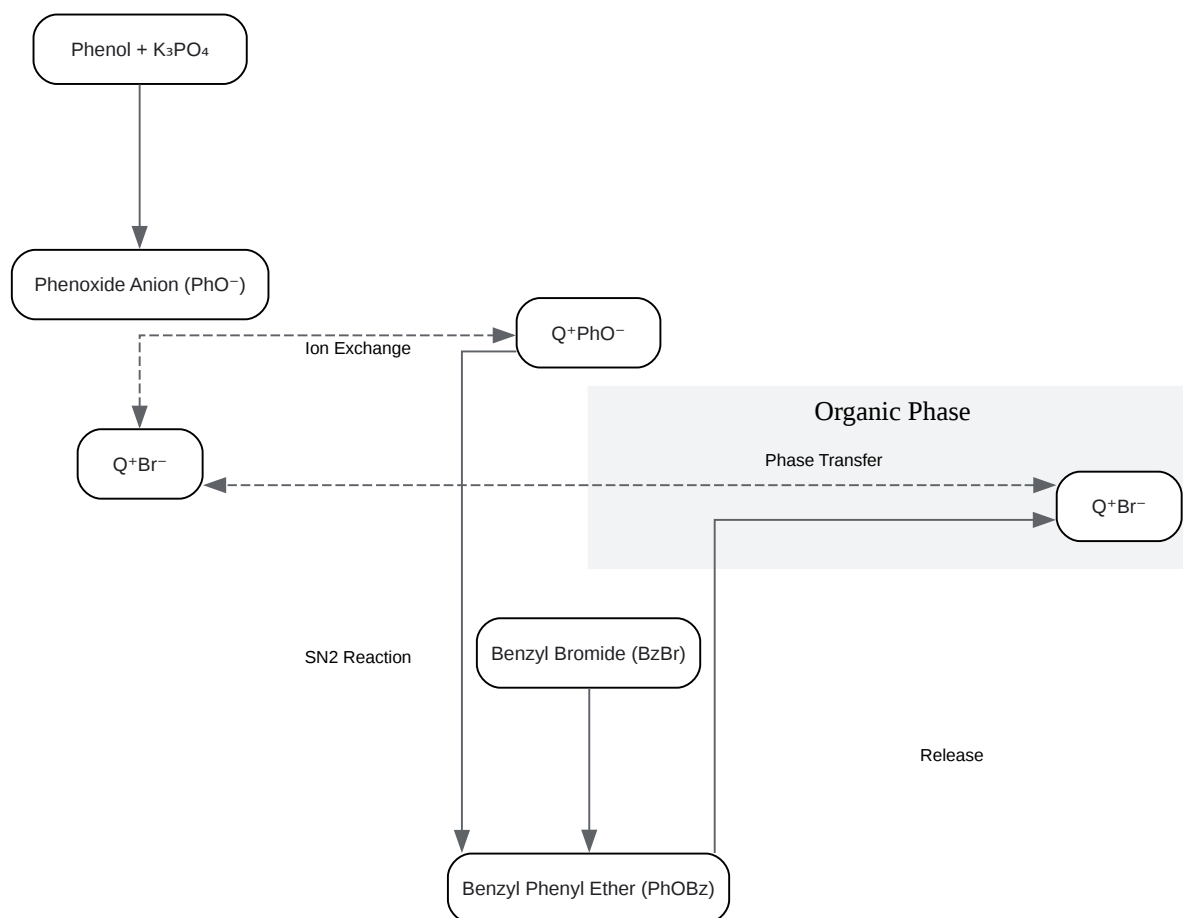 Phenol + K₃PO₄
Phenoxide Anion (PhO⁻)
Q⁺PhO⁻
Ion Exchange
Organic Phase
Phase Transfer
Q⁺Br⁻
Q⁺Br⁻
SN2 Reaction
Benzyl Bromide (BzBr)
Release
Benzyl Phenyl Ether (PhOBz)